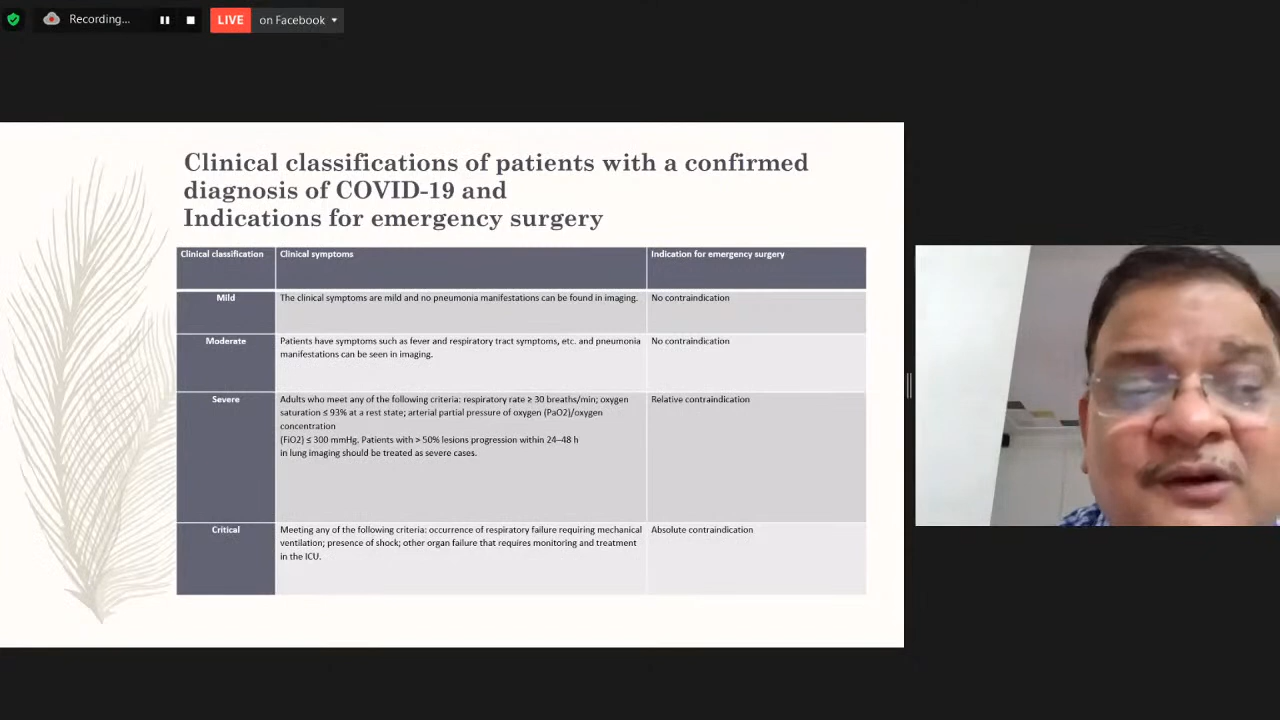 Recording...
LIVE on Facebook
Clinical classifications of patients with a confirmed
diagnosis of COVID-19 and
Indications for emergency surgery
Clinical classification
Clinical symptoms
Indication for emergency surgery
Mild
The clinical symptoms are mild and no pneumonia manifestations can be found in imaging.
No contraindication
Moderate
Patients have symptoms such as fever and respiratory tract symptoms, etc. and pneumonia
manifestations can be seen in imaging.
No contraindication
Severe
Adults who meet any of the following criteria: respiratory rate ≥ 30 breaths/min; oxygen
saturation ≤ 93% at a rest state; arterial partial pressure of oxygen (PaO2)/oxygen
concentration
(FiO2) ≤ 300 mmHg. Patients with > 50% lesions progression within 24–48 h
in lung imaging should be treated as severe cases.
Relative contraindication
Critical
Meeting any of the following criteria: occurrence of respiratory failure requiring mechanical
ventilation; presence of shock; other organ failure that requires monitoring and treatment
in the ICU.
Absolute contraindication